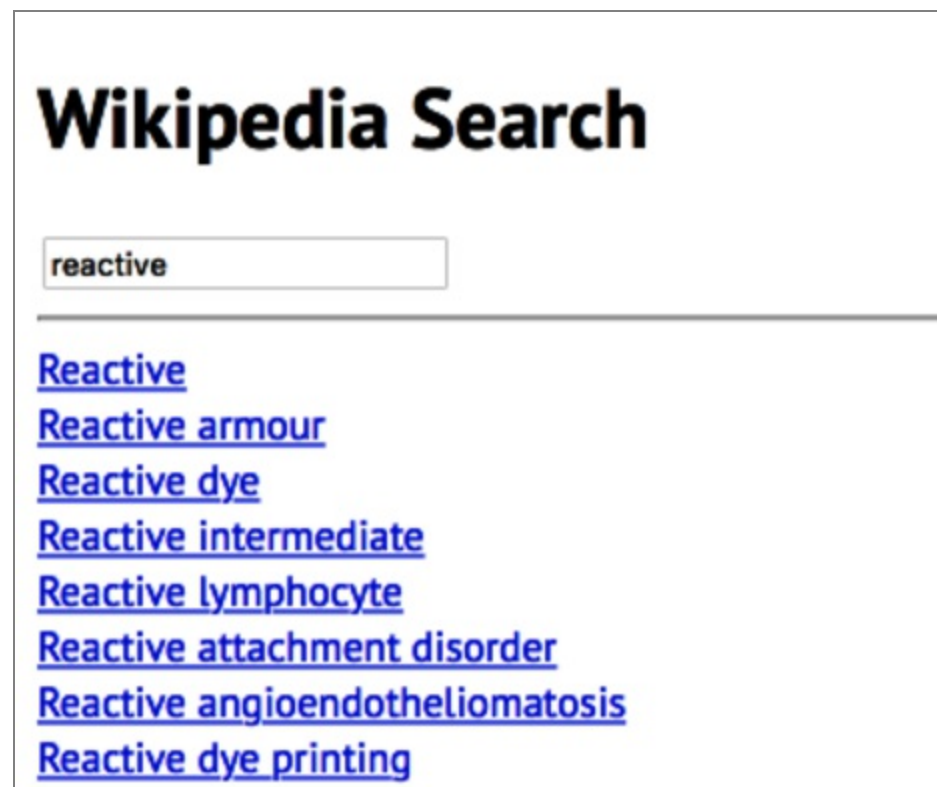 Wikipedia Search
reactive
Reactive
Reactive armour
Reactive dye
Reactive intermediate
Reactive lymphocyte
Reactive attachment disorder
Reactive angioendotheliomatosis
Reactive dye printing